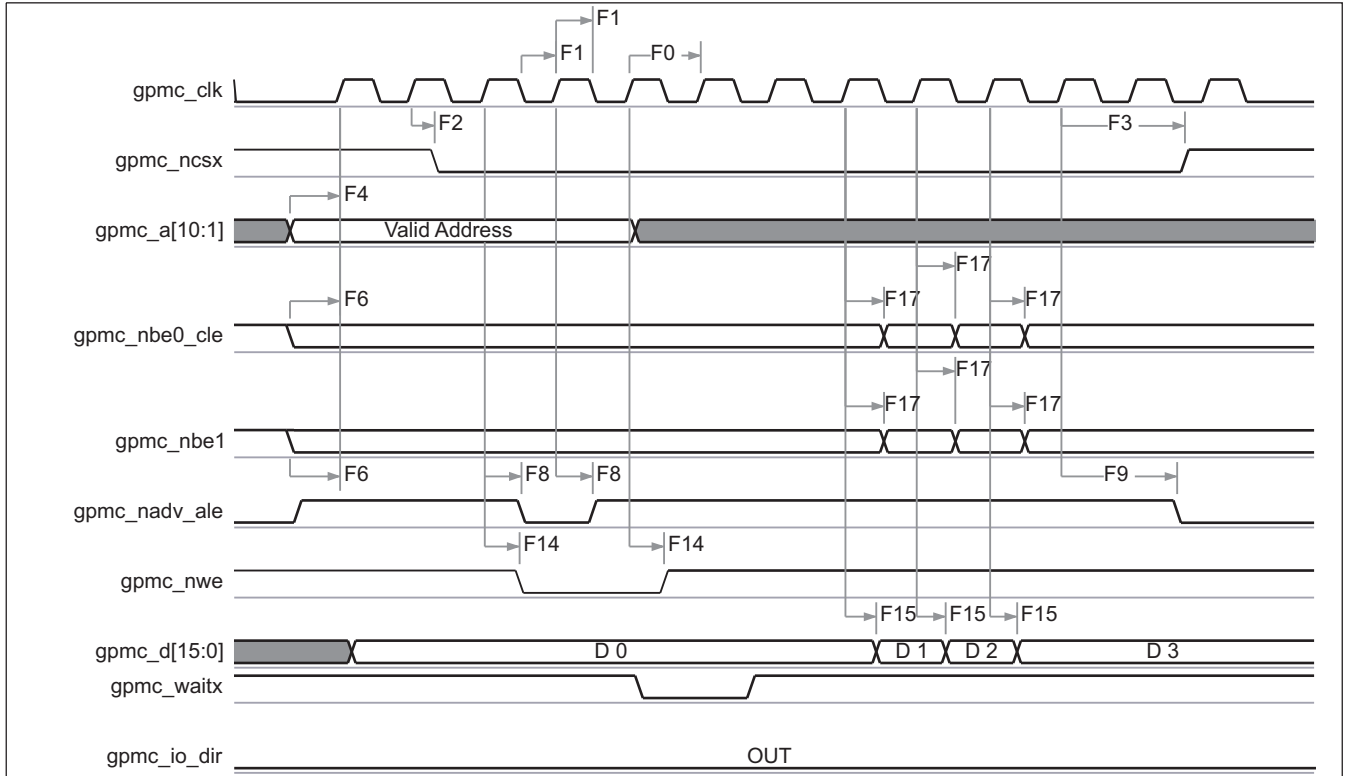 F1
F1 F0
gpmc_clk
F2 F3
gpmc_ncsx
F4
gpmc_a[10:1] Valid Address
F17
F6 F17 F17
gpmc_nbe0_cle
F17
F17 F17
gpmc_nbe1
F6 F8 F8 F9
gpmc_nadv_ale
F14 F14
gpmc_nwe
F15 F15 F15
gpmc_d[15:0] D 0 D 1 D 2 D 3
gpmc_waitx
gpmc_io_dir OUT